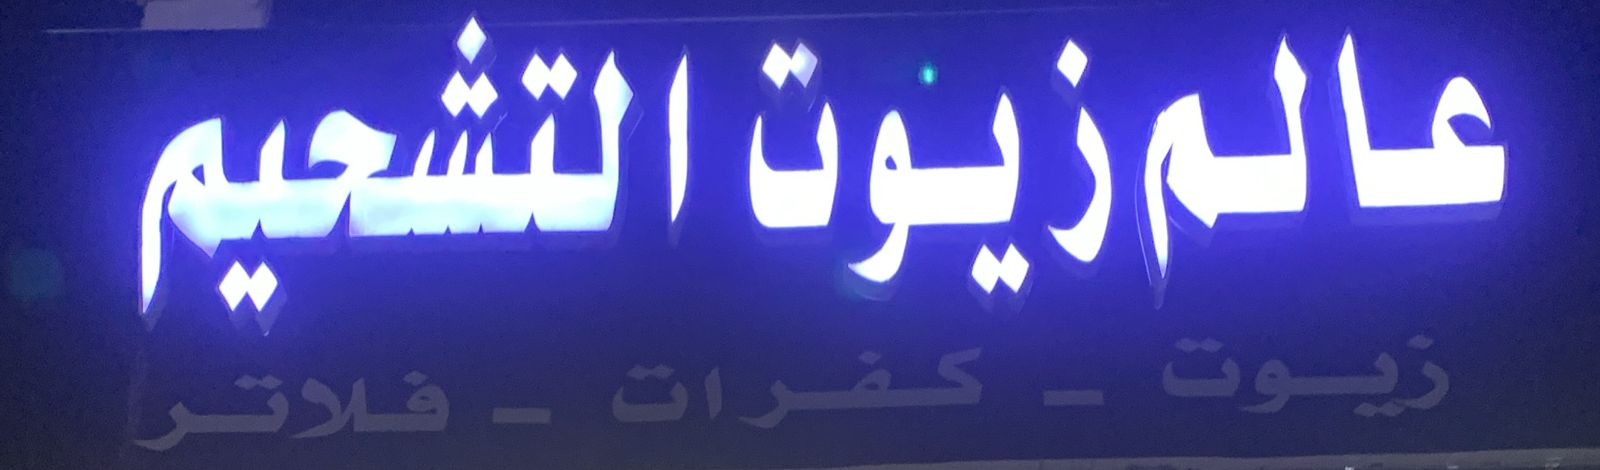 عالم زيوت التشحيم
زيوت - كفرات - فلاتر